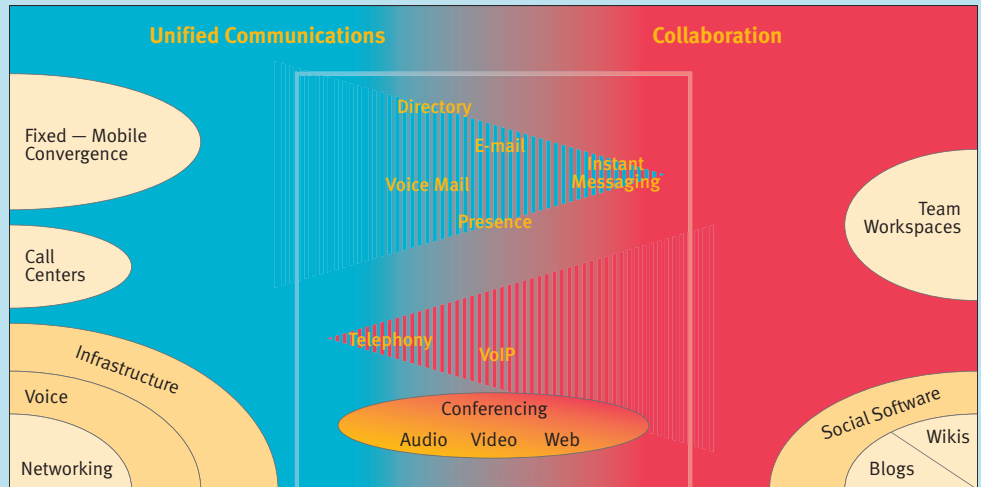 Unified Communications
Collaboration
Directory
E-mail
Instant
Messaging
Voice Mail
Presence
Fixed — Mobile
Convergence
Call
Centers
Team
Workspaces
Telephony
VoIP
Conferencing
Audio Video Web
Infrastructure
Voice
Networking
Social Software
Wikis
Blogs